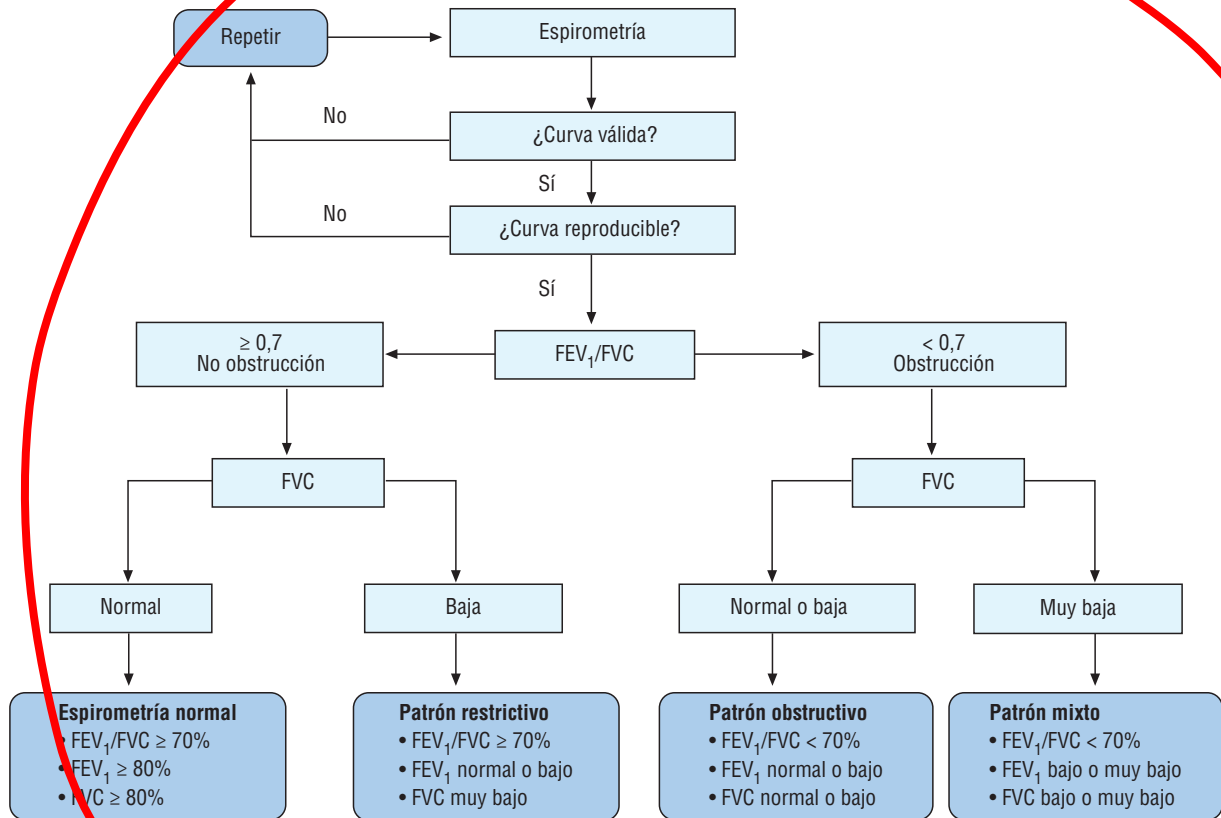 Repetir
Espirometría
No
¿Curva válida?
Sí
No
¿Curva reproducible?
Sí
≥ 0,7
No obstrucción
FEV₁/FVC
< 0,7
Obstrucción
FVC
FVC
Normal
Baja
Normal o baja
Muy baja
Espirometría normal
• FEV₁/FVC ≥ 70%
• FEV₁ ≥ 80%
• FVC ≥ 80%
Patrón restrictivo
• FEV₁/FVC ≥ 70%
• FEV₁ normal o bajo
• FVC muy bajo
Patrón obstructivo
• FEV₁/FVC < 70%
• FEV₁ normal o bajo
• FVC normal o bajo
Patrón mixto
• FEV₁/FVC < 70%
• FEV₁ bajo o muy bajo
• FVC bajo o muy bajo